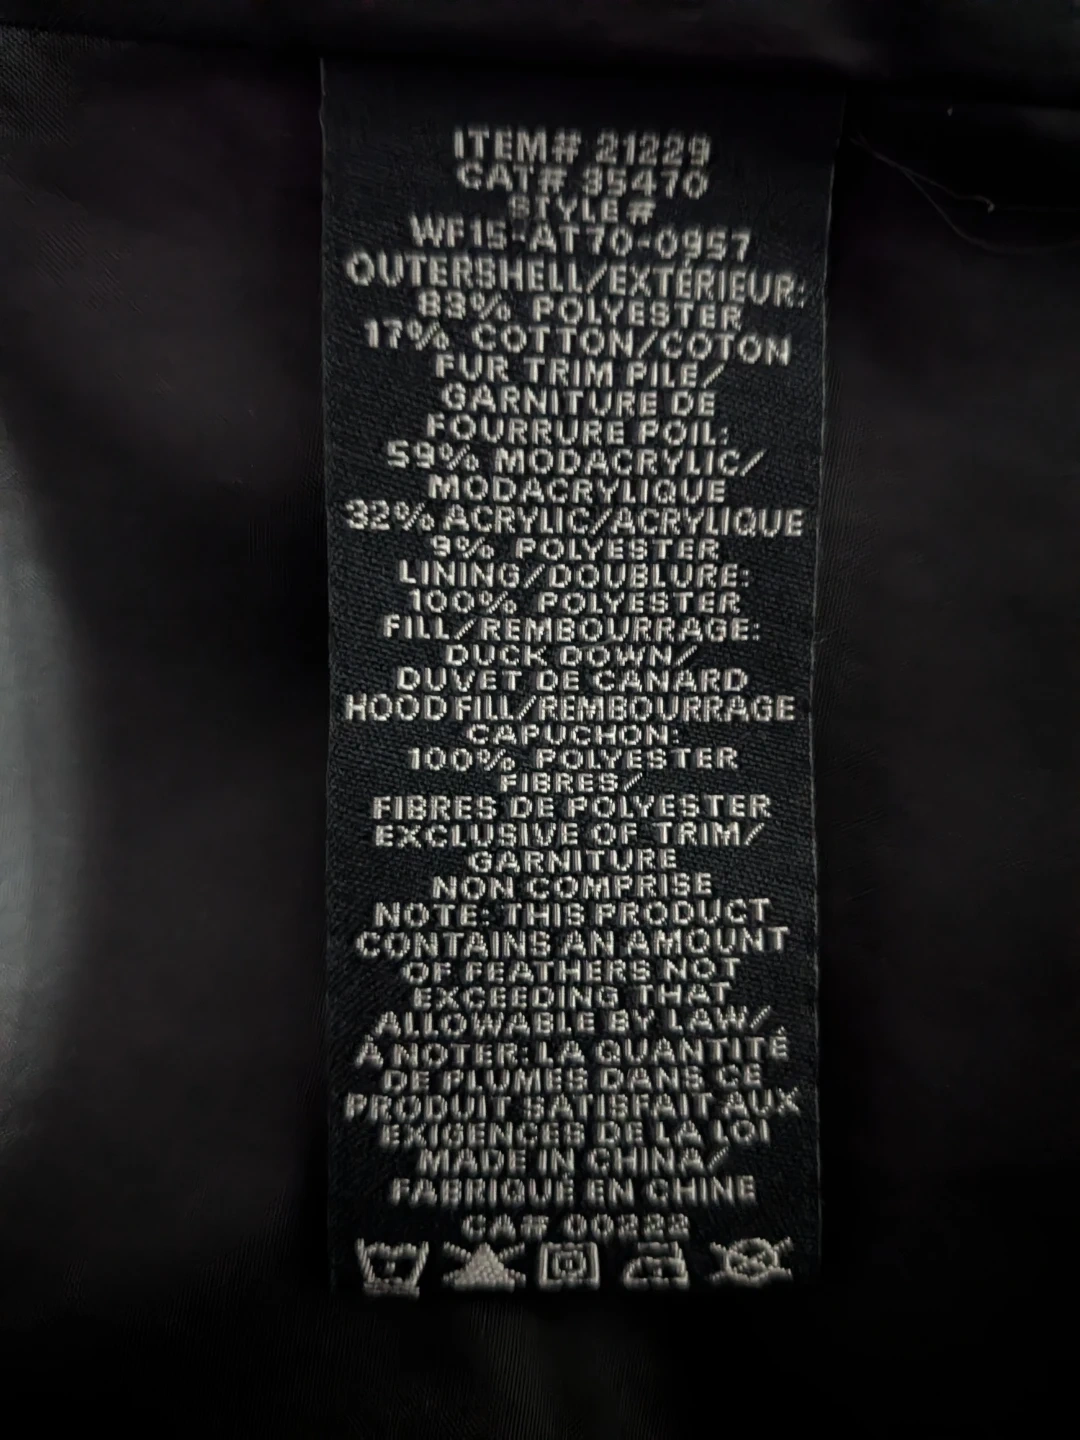 ITEM# 21229
CAT# 35470
STYLE#
WF15-AT70-0957
OUTERSHELL/EXTÉRIEUR:
83% POLYESTER
17% COTTON/COTON
FUR TRIM PILE/
GARNITURE DE
FOURRURE POIL:
59% MODACRYLIC/
MODACRYLIQUE
32% ACRYLIC/ACRYLIQUE
9% POLYESTER
LINING/DOUBLURE:
100% POLYESTER
FILL/REMBOURRAGE:
DUCK DOWN/
DUVET DE CANARD
HOOD FILL/REMBOURRAGE
CAPUCHON:
100% POLYESTER
FIBRES/
FIBRES DE POLYESTER
EXCLUSIVE OF TRIM/
GARNITURE
NON COMPRISE
NOTE: THIS PRODUCT
CONTAINS AN AMOUNT
OF FEATHERS NOT
EXCEEDING THAT
ALLOWABLE BY LAW/
À NOTER: LA QUANTITÉ
DE PLUMES DANS CE
PRODUIT SATISFAIT AUX
EXIGENCES DE LA LOI
MADE IN CHINA/
FABRIQUÉ EN CHINE
CA# 00222